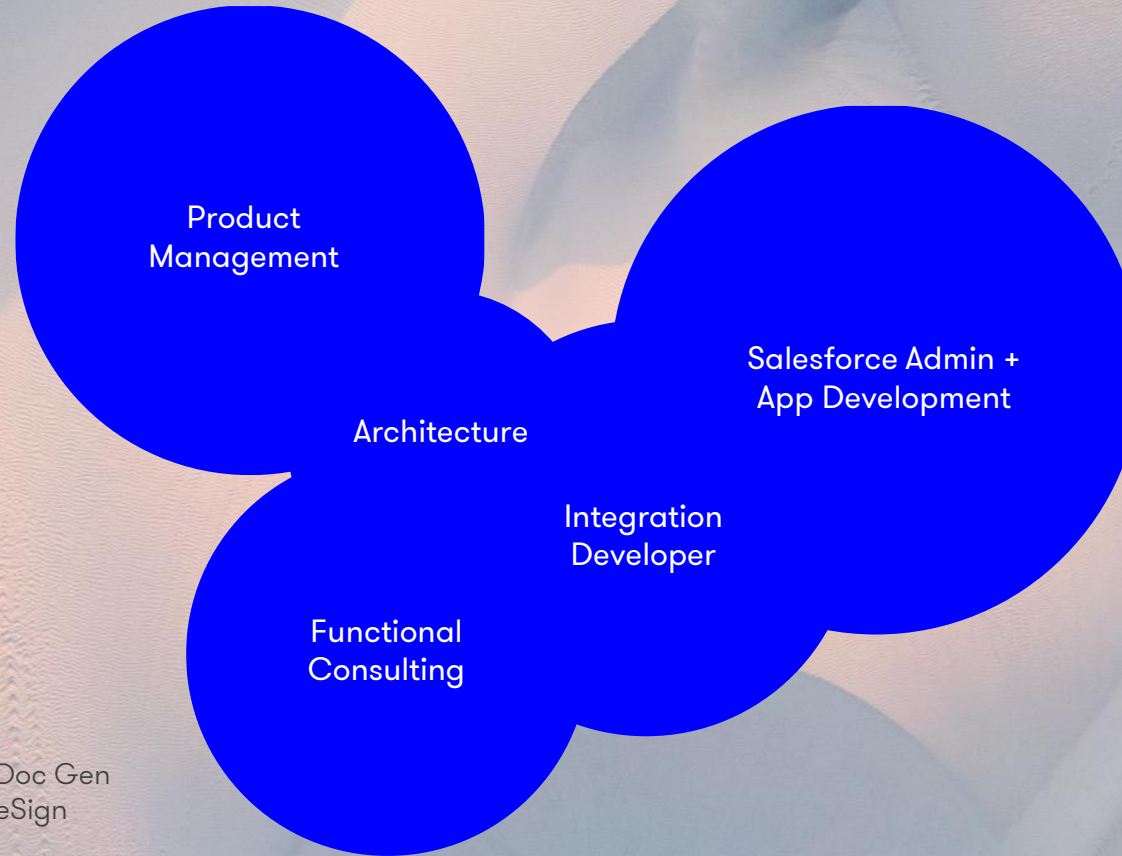 Product
Management
Salesforce Admin +
App Development
Architecture
Integration
Developer
Functional
Consulting
Doc Gen
eSign